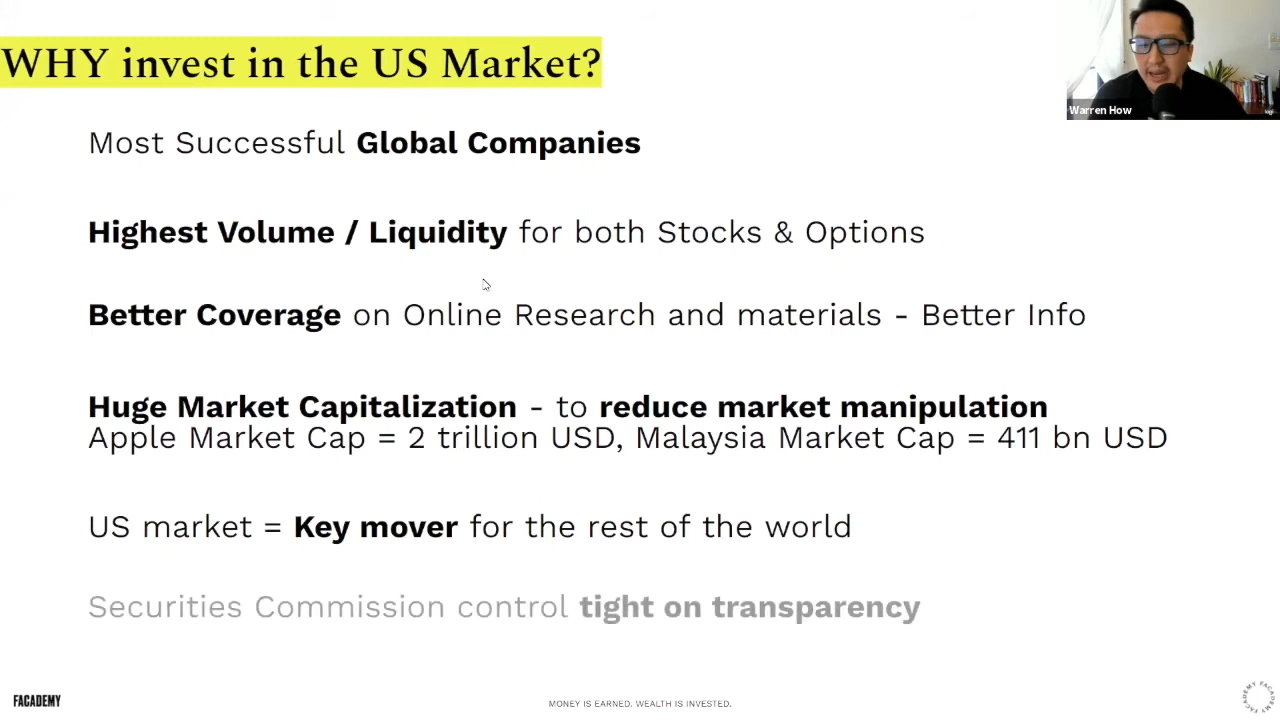 WHY invest in the US Market?
Warren How
Most Successful Global Companies
Highest Volume / Liquidity for both Stocks & Options
Better Coverage on Online Research and materials - Better Info
Huge Market Capitalization - to reduce market manipulation
Apple Market Cap = 2 trillion USD, Malaysia Market Cap = 411 bn USD
US market = Key mover for the rest of the world
Securities Commission control tight on transparency
FACADEMY
MONEY IS EARNED. WEALTH IS INVESTED.
FACADEMY FACADEMY